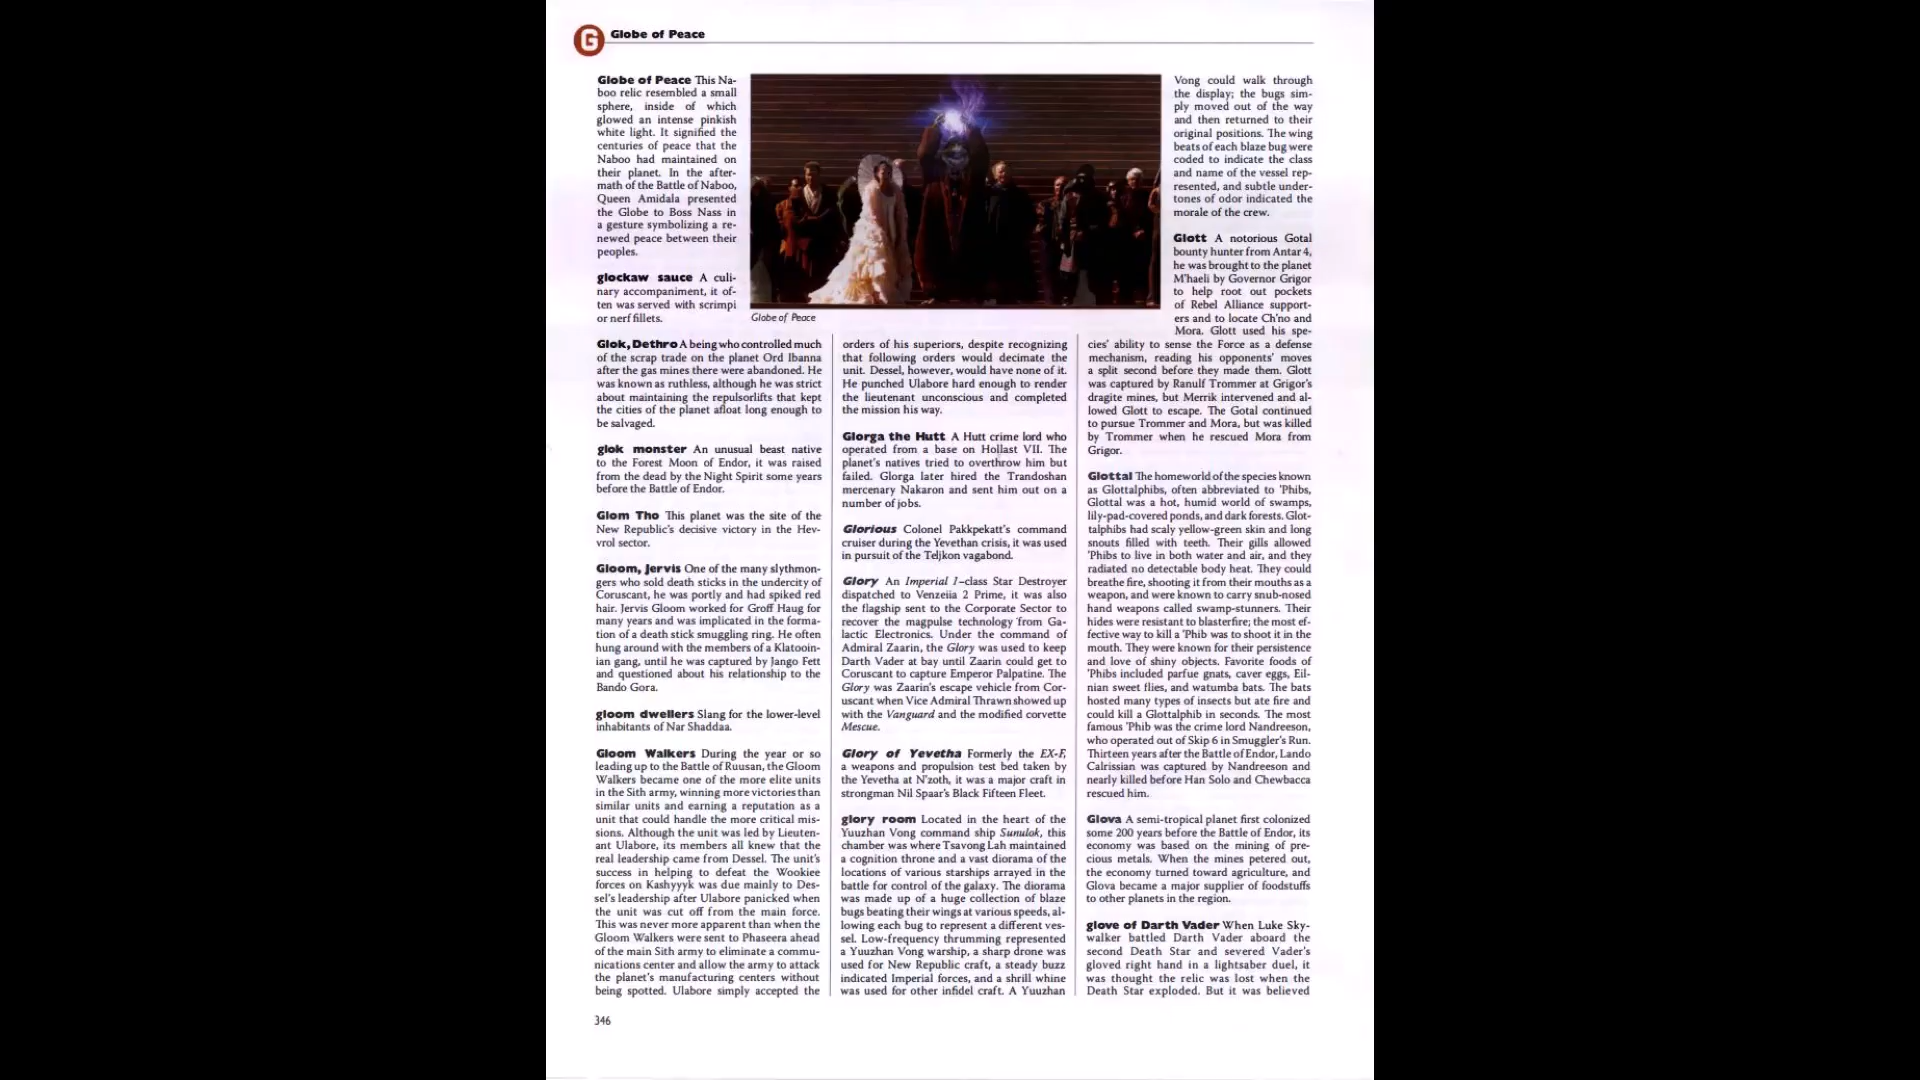 G
Globe of Peace
Globe of Peace This Na-
boo relic resembled a small
sphere, inside of which
glowed an intense pinkish
white light. It signified the
centuries of peace that the
Naboo had maintained on
their planet. In the after-
math of the Battle of Naboo,
Queen Amidala presented
the Globe to Boss Nass in
a gesture symbolizing a re-
newed peace between their
peoples.
glockaw sauce A culi-
nary accompaniment, it of-
ten was served with scrimpi
or nerf fillets.
Globe of Peace
Glok, Dethro A being who controlled much
of the scrap trade on the planet Ord Ibanna
after the gas mines there were abandoned. He
was known as ruthless, although he was strict
about maintaining the repulsorlifts that kept
the cities of the planet afloat long enough to
be salvaged.
glok monster An unusual beast native
to the Forest Moon of Endor, it was raised
from the dead by the Night Spirit some years
before the Battle of Endor.
Glom Tho This planet was the site of the
New Republic's decisive victory in the Hev-
vrol sector.
Gloom, Jervis One of the many slythmon-
gers who sold death sticks in the undercity of
Coruscant, he was portly and had spiked red
hair. Jervis Gloom worked for Groff Haug for
many years and was implicated in the forma-
tion of a death stick smuggling ring. He often
hung around with the members of a Klatooin-
ian gang, until he was captured by Jango Fett
and questioned about his relationship to the
Bando Gora.
gloom dwellers Slang for the lower-level
inhabitants of Nar Shaddaa.
Gloom Walkers During the year or so
leading up to the Battle of Ruusan, the Gloom
Walkers became one of the more elite units
in the Sith army, winning more victories than
similar units and earning a reputation as a
unit that could handle the more critical mis-
sions. Although the unit was led by Lieuten-
ant Ulabore, its members all knew that the
real leadership came from Dessel. The unit's
success in helping to defeat the Wookiee
forces on Kashyyyk was due mainly to Des-
sel's leadership after Ulabore panicked when
the unit was cut off from the main force.
This was never more apparent than when the
Gloom Walkers were sent to Phaseera ahead
of the main Sith army to eliminate a commu-
nications center and allow the army to attack
the planet's manufacturing centers without
being spotted. Ulabore simply accepted the
orders of his superiors, despite recognizing
that following orders would decimate the
unit. Dessel, however, would have none of it.
He punched Ulabore hard enough to render
the lieutenant unconscious and completed
the mission his way.
Glorga the Hutt A Hutt crime lord who
operated from a base on Hollast VII. The
planet's natives tried to overthrow him but
failed. Glorga later hired the Trandoshan
mercenary Nakaron and sent him out on a
number of jobs.
Glorious Colonel Pakkpekatt's command
cruiser during the Yevethan crisis, it was used
in pursuit of the Teljkon vagabond.
Glory An Imperial I-class Star Destroyer
dispatched to Venzeiia 2 Prime, it was also
the flagship sent to the Corporate Sector to
recover the magpulse technology from Ga-
lactic Electronics. Under the command of
Admiral Zaarin, the Glory was used to keep
Darth Vader at bay until Zaarin could get to
Coruscant to capture Emperor Palpatine. The
Glory was Zaarin's escape vehicle from Cor-
uscant when Vice Admiral Thrawn showed up
with the Vanguard and the modified corvette
Mescue.
Glory of Yevetha Formerly the EX-F,
a weapons and propulsion test bed taken by
the Yevetha at N'zoth, it was a major craft in
strongman Nil Spaar's Black Fifteen Fleet.
glory room Located in the heart of the
Yuuzhan Vong command ship Sunulok, this
chamber was where Tsavong Lah maintained
a cognition throne and a vast diorama of the
locations of various starships arrayed in the
battle for control of the galaxy. The diorama
was made up of a huge collection of blaze
bugs beating their wings at various speeds, al-
lowing each bug to represent a different ves-
sel. Low-frequency thrumming represented
a Yuuzhan Vong warship, a sharp drone was
used for New Republic craft, a steady buzz
indicated Imperial forces, and a shrill whine
was used for other infidel craft. A Yuuzhan
Vong could walk through
the display; the bugs sim-
ply moved out of the way
and then returned to their
original positions. The wing
beats of each blaze bug were
coded to indicate the class
and name of the vessel rep-
resented, and subtle under-
tones of odor indicated the
morale of the crew.
Glott A notorious Gotal
bounty hunter from Antar 4,
he was brought to the planet
M'haeli by Governor Grigor
to help root out pockets
of Rebel Alliance support-
ers and to locate Ch'no and
Mora. Glott used his spe-
cies' ability to sense the Force as a defense
mechanism, reading his opponents' moves
a split second before they made them. Glott
was captured by Ranulf Trommer at Grigor's
dragite mines, but Merrik intervened and al-
lowed Glott to escape. The Gotal continued
to pursue Trommer and Mora, but was killed
by Trommer when he rescued Mora from
Grigor.
Glottal The homeworld of the species known
as Glottalphibs, often abbreviated to 'Phibs,
Glottal was a hot, humid world of swamps,
lily-pad-covered ponds, and dark forests. Glot-
talphibs had scaly yellow-green skin and long
snouts filled with teeth. Their gills allowed
'Phibs to live in both water and air, and they
radiated no detectable body heat. They could
breathe fire, shooting it from their mouths as a
weapon, and were known to carry snub-nosed
hand weapons called swamp-stunners. Their
hides were resistant to blasterfire; the most ef-
fective way to kill a 'Phib was to shoot it in the
mouth. They were known for their persistence
and love of shiny objects. Favorite foods of
'Phibs included parfue gnats, caver eggs, Eil-
nian sweet flies, and watumba bats. The bats
hosted many types of insects but ate fire and
could kill a Glottalphib in seconds. The most
famous 'Phib was the crime lord Nandreeson,
who operated out of Skip 6 in Smuggler's Run.
Thirteen years after the Battle of Endor, Lando
Calrissian was captured by Nandreeson and
nearly killed before Han Solo and Chewbacca
rescued him.
Glova A semi-tropical planet first colonized
some 200 years before the Battle of Endor, its
economy was based on the mining of pre-
cious metals. When the mines petered out,
the economy turned toward agriculture, and
Glova became a major supplier of foodstuffs
to other planets in the region.
glove of Darth Vader When Luke Sky-
walker battled Darth Vader aboard the
second Death Star and severed Vader's
gloved right hand in a lightsaber duel, it
was thought the relic was lost when the
Death Star exploded. But it was believed
346